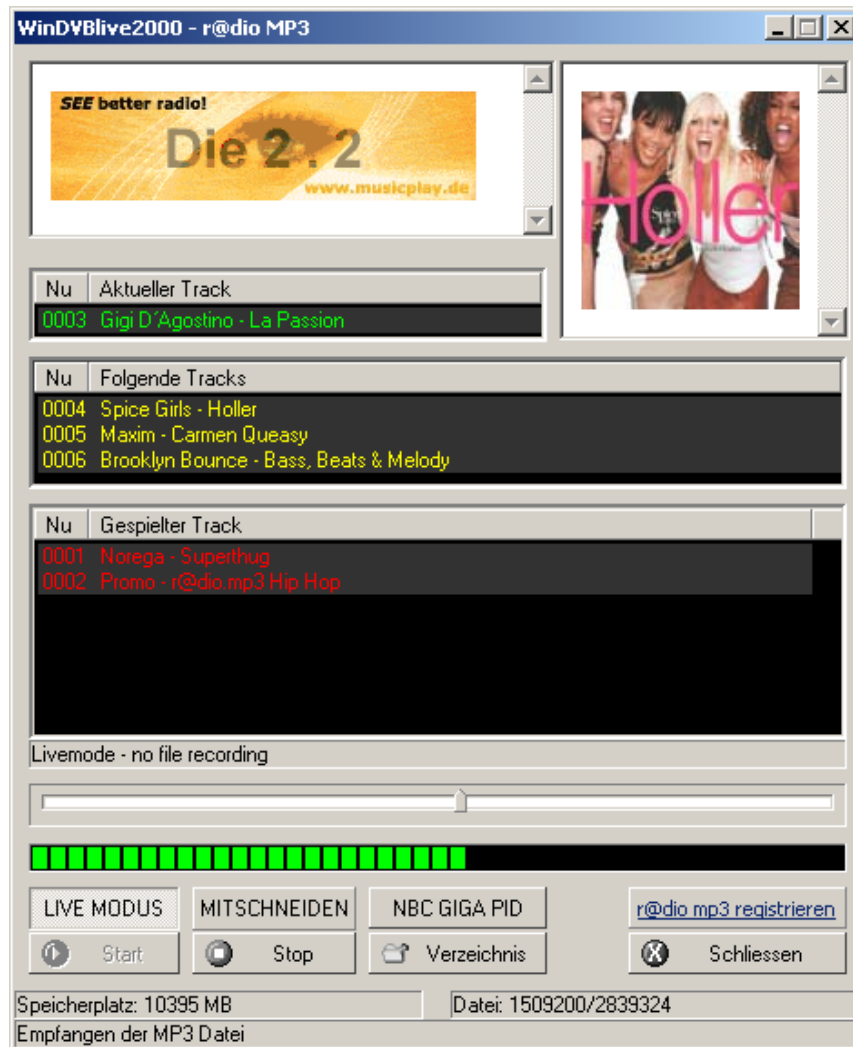 WinDVBlive2000 - r@dio MP3
SEE better radio!
Die 2 . 2
www.musicplay.de
Holler
Nu Aktueller Track
0003 Gigi D´Agostino - La Passion
Nu Folgende Tracks
0004 Spice Girls - Holler
0005 Maxim - Carmen Queasy
0006 Brooklyn Bounce - Bass, Beats & Melody
Nu Gespielter Track
0001 Norega - Superthug
0002 Promo - r@dio.mp3 Hip Hop
Livemode - no file recording
LIVE MODUS MITSCHNEIDEN NBC GIGA PID r@dio mp3 registrieren
Start Stop Verzeichnis Schliessen
Speicherplatz: 10395 MB Datei: 1509200/2839324
Empfangen der MP3 Datei